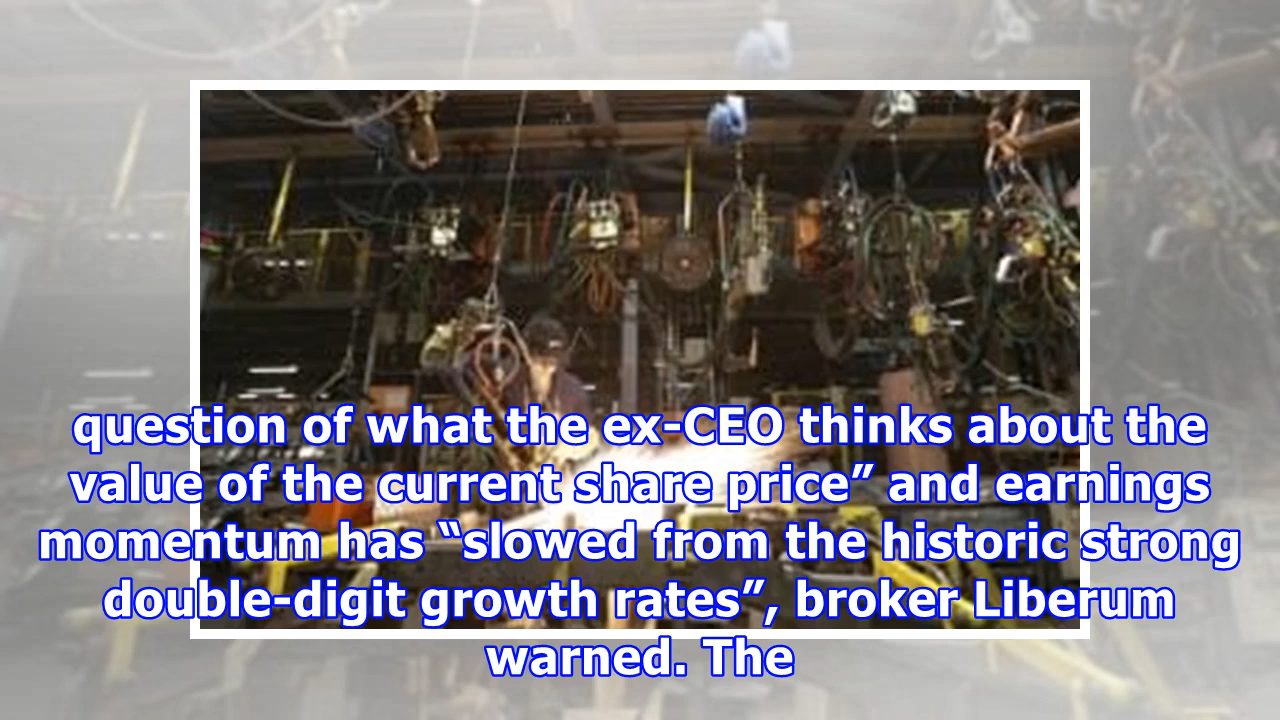 question of what the ex-CEO thinks about the
value of the current share price” and earnings
momentum has “slowed from the historic strong
double-digit growth rates”, broker Liberum
warned. The